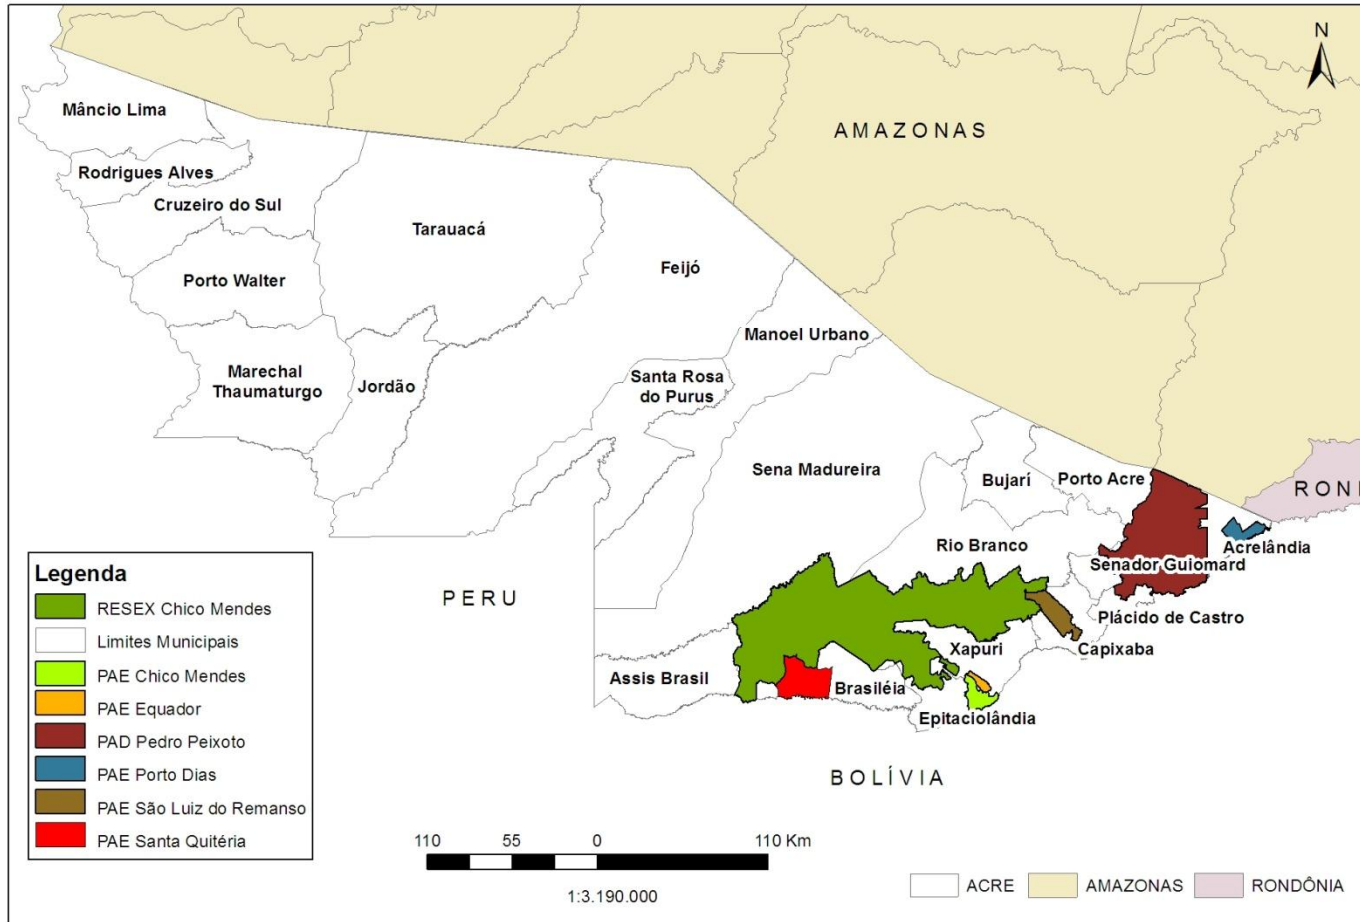 N
AMAZONAS
Mâncio Lima
Rodrigues Alves
Cruzeiro do Sul
Tarauacá
Feijó
Porto Walter
Manoel Urbano
Marechal
Thaumaturgo
Jordão
Santa Rosa
do Purus
Sena Madureira
Bujarí
Porto Acre
RON
Acrelândia
Rio Branco
Senador Guiomard
PERU
Plácido de Castro
Xapuri
Capixaba
Assis Brasil
Brasiléia
Epitaciolândia
BOLÍVIA
Legenda
RESEX Chico Mendes
Limites Municipais
PAE Chico Mendes
PAE Equador
PAD Pedro Peixoto
PAE Porto Dias
PAE São Luiz do Remanso
PAE Santa Quitéria
110 55 0 110 Km
1:3.190.000
ACRE AMAZONAS RONDÔNIA